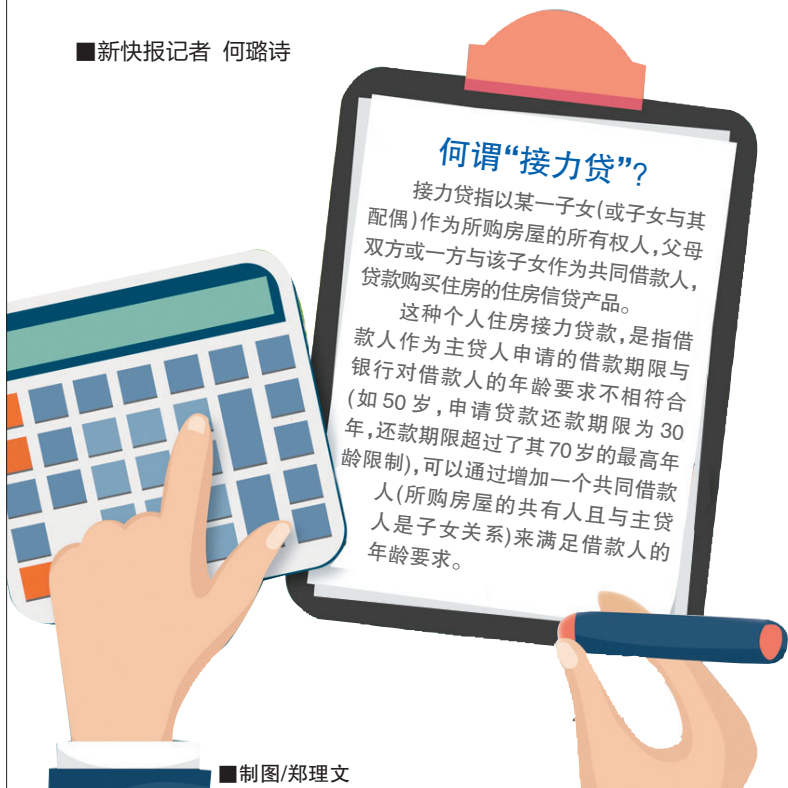 ■新快报记者 何璐诗
何谓“接力贷”?
接力贷指以某一子女(或子女与其
配偶)作为所购房屋的所有权人,父母
双方或一方与该子女作为共同借款人,
贷款购买住房的住房信贷产品。
这种个人住房接力贷款,是指借
款人作为主贷人申请的借款期限与
银行对借款人的年龄要求不相符合
(如50岁,申请贷款还款期限为30
年,还款期限超过了其70岁的最高年
龄限制),可以通过增加一个共同借款
人(所购房屋的共有人且与主贷
人是子女关系)来满足借款人的
年龄要求。
■制图/郑理文